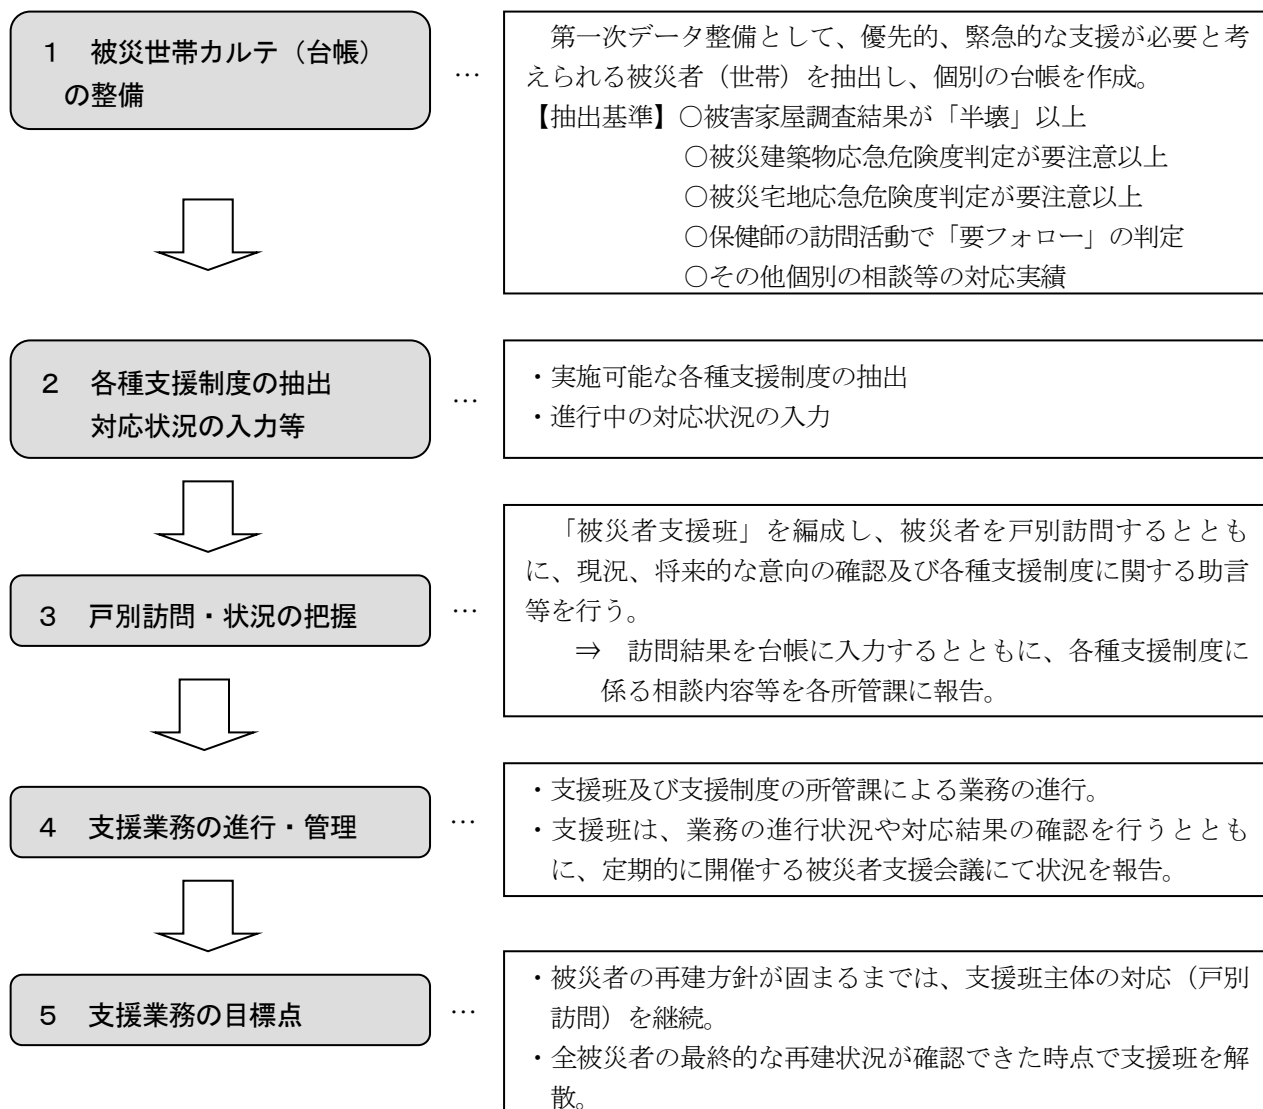 １　被災世帯カルテ（台帳）
の整備
…
第一次データ整備として、優先的、緊急的な支援が必要と考
えられる被災者（世帯）を抽出し、個別の台帳を作成。
【抽出基準】○被害家屋調査結果が「半壊」以上
○被災建築物応急危険度判定が要注意以上
○被災宅地応急危険度判定が要注意以上
○保健師の訪問活動で「要フォロー」の判定
○その他個別の相談等の対応実績
２　各種支援制度の抽出
対応状況の入力等
…
・実施可能な各種支援制度の抽出
・進行中の対応状況の入力
３　戸別訪問・状況の把握
…
「被災者支援班」を編成し、被災者を戸別訪問するととも
に、現況、将来的な意向の確認及び各種支援制度に関する助言
等を行う。
⇒　訪問結果を台帳に入力するとともに、各種支援制度に
係る相談内容等を各所管課に報告。
４　支援業務の進行・管理
…
・支援班及び支援制度の所管課による業務の進行。
・支援班は、業務の進行状況や対応結果の確認を行うととも
に、定期的に開催する被災者支援会議にて状況を報告。
５　支援業務の目標点
…
・被災者の再建方針が固まるまでは、支援班主体の対応（戸別
訪問）を継続。
・全被災者の最終的な再建状況が確認できた時点で支援班を解
散。